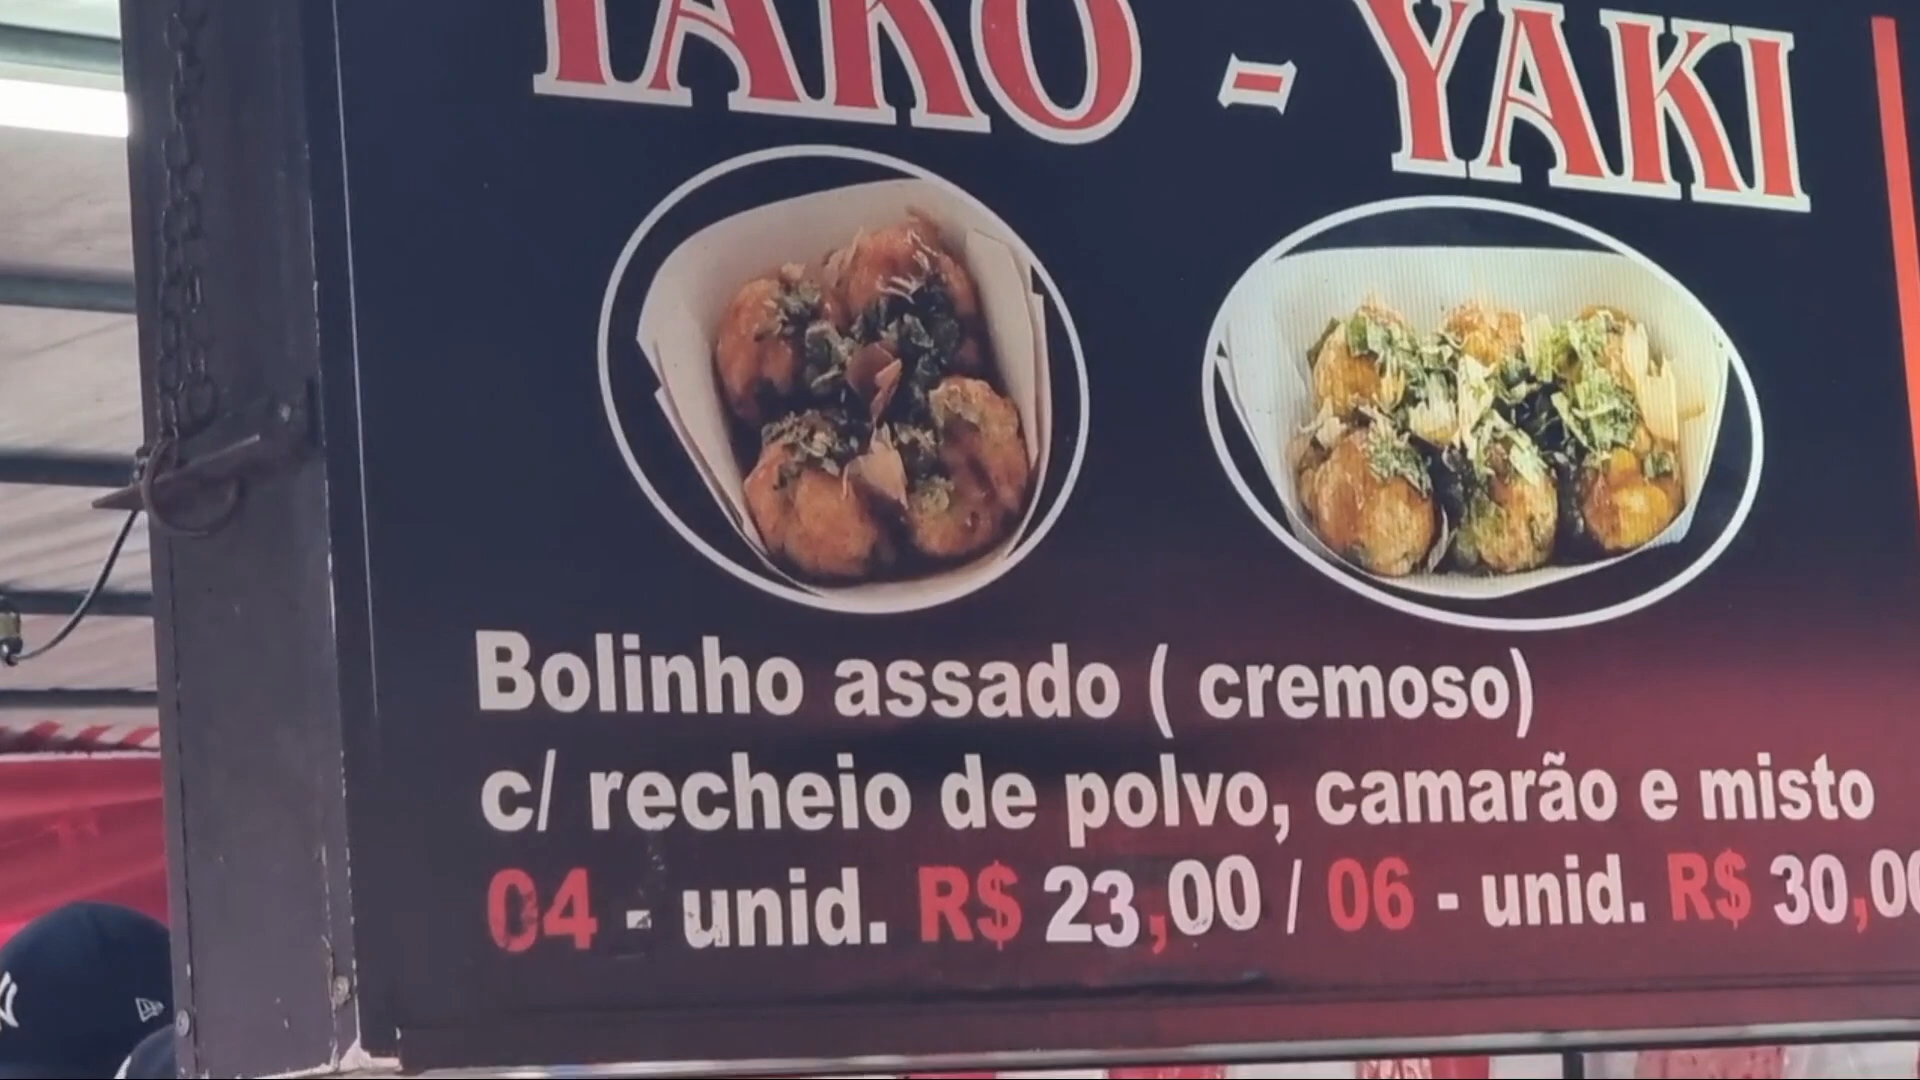 TAKO - YAKI
Bolinho assado ( cremoso)
c/ recheio de polvo, camarão e misto
04 - unid. R$ 23,00 / 06 - unid. R$ 30,00